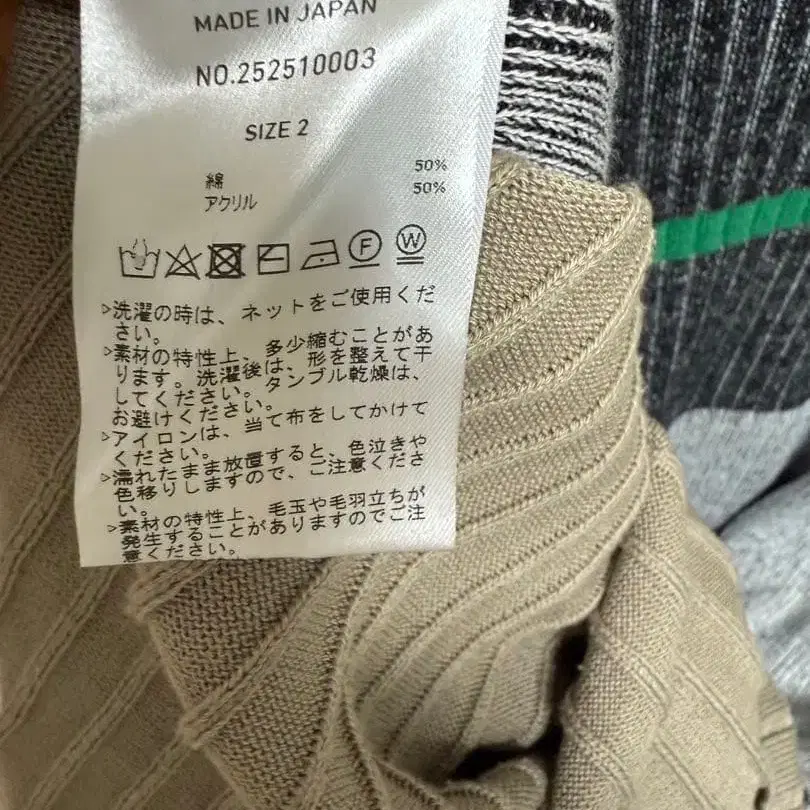 MADE IN JAPAN
NO.252510003
SIZE 2
綿 50%
アクリル 50%
F W
>洗濯の時は、ネットをご使用くだ
さい。
>素材の特性上、多少縮むことがあ
ります。洗濯後は、形を整えて干
してください。タンブル乾燥は、
お避けください。
>アイロンは、当て布をしてかけて
ください。
>濡れたまま放置すると、色泣きや
色移りしますので、ご注意くださ
い。
>素材の特性上、毛玉や毛羽立ちが
発生することがありますのでご注
意ください。